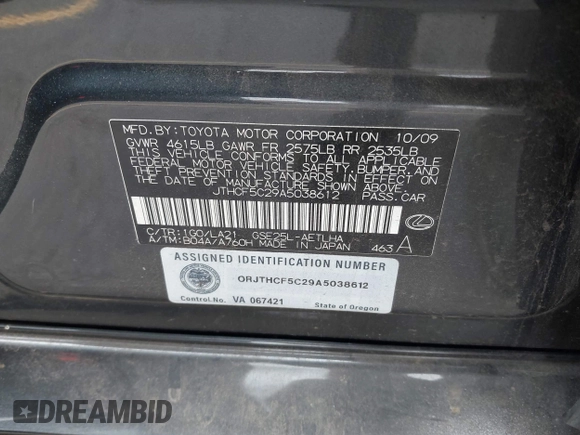 MFD.BY:TOYOTA MOTOR CORPORATION 10/09
GVWR 4615LB GAWR FR 2575LB RR 2535LB
THIS VEHICLE CONFORMS TO ALL APPLICABLE
FEDERAL MOTOR VEHICLE SAFETY, BUMPER, AND
THEFT PREVENTION STANDARDS IN EFFECT ON
THE DATE OF MANUFACTURE SHOWN ABOVE.
JTHCF5C29A5038612 PASS.CAR
C/TR:1G0/LA21 GSE25L-AETLHA
A/TM:B04A/A760H MADE IN JAPAN 463 A
ASSIGNED IDENTIFICATION NUMBER
ORJTHCF5C29A5038612
Control.No. VA 067421 State of Oregon
DREAMBID